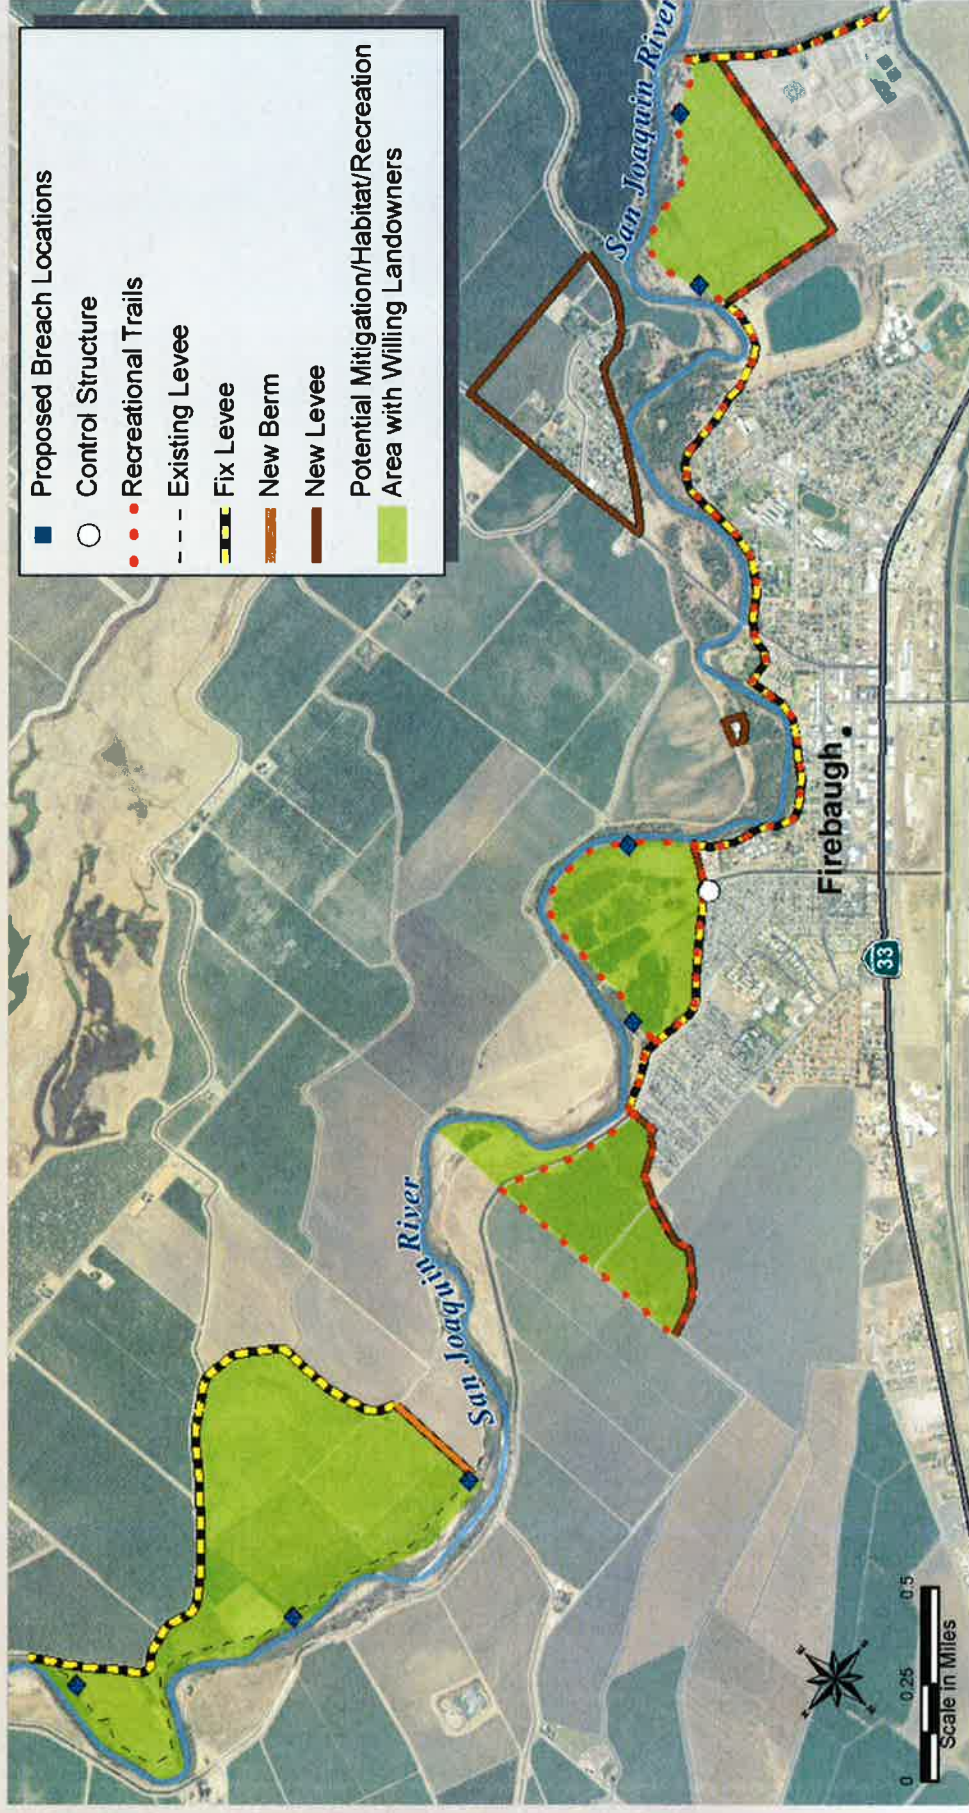 Proposed Breach Locations
Control Structure
Recreational Trails
Existing Levee
Fix Levee
New Berm
New Levee
Potential Mitigation/Habitat/Recreation
Area with Willing Landowners
San Joaquin River
San Joaquin River
Firebaugh
33
0 0.25 0.5
Scale in Miles